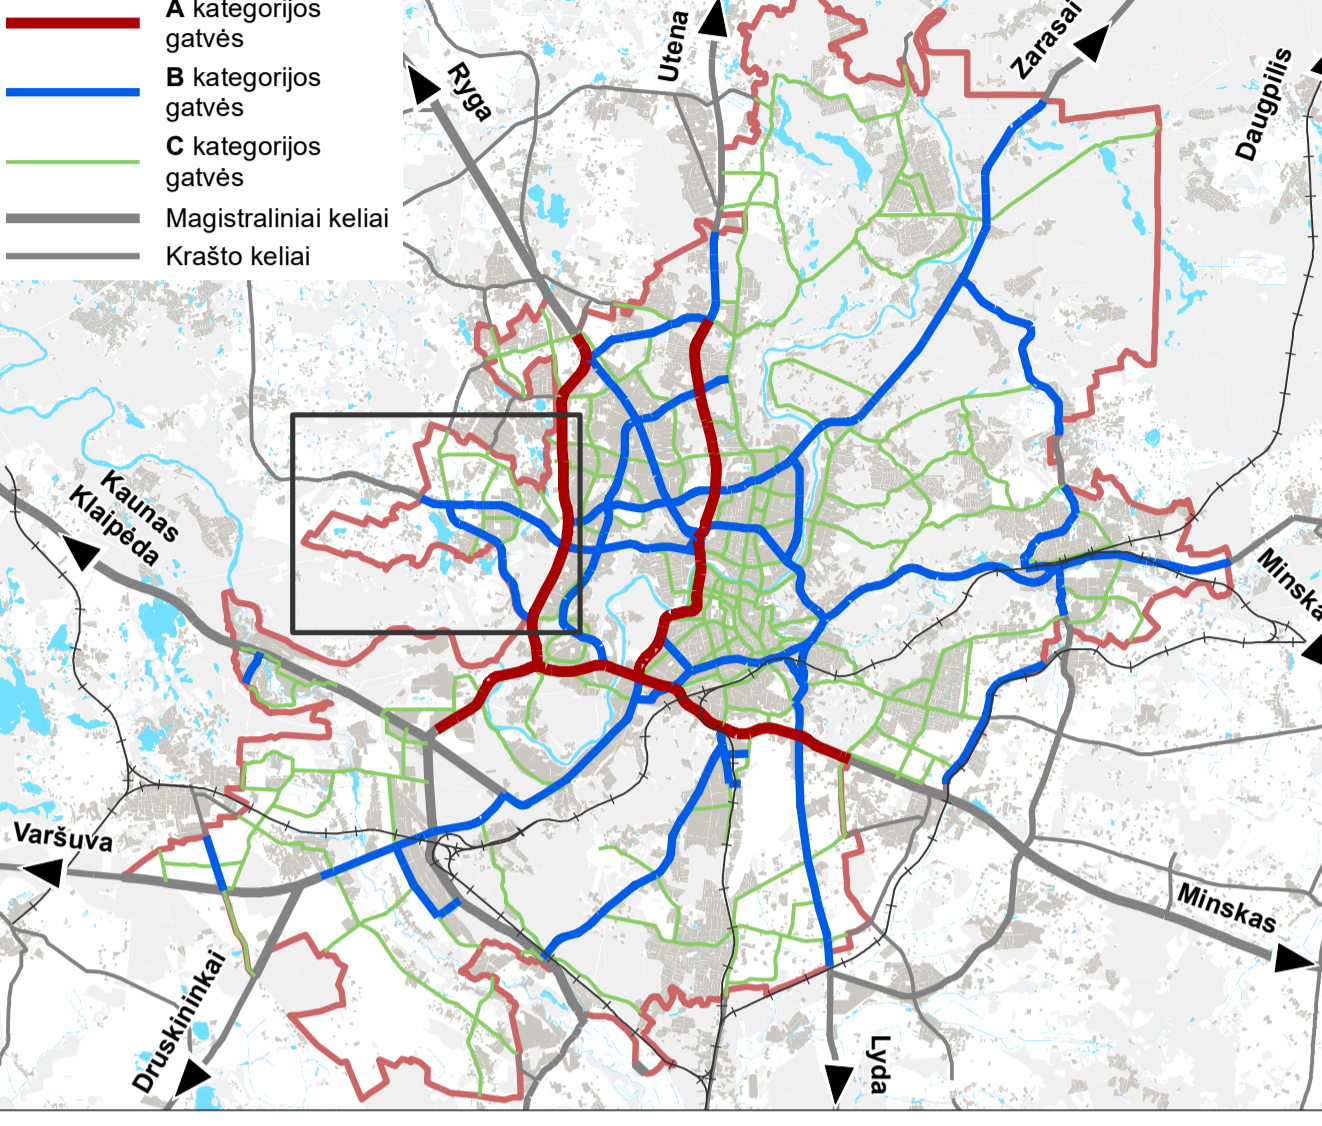 A kategorijos
gatvės
B kategorijos
gatvės
C kategorijos
gatvės
Magistraliniai keliai
Krašto keliai
Ryga
Utena
Zarasai
Daugpilis
Kaunas
Klaipėda
Minska
Varšuva
Minskas
Druskininkai
Lyda